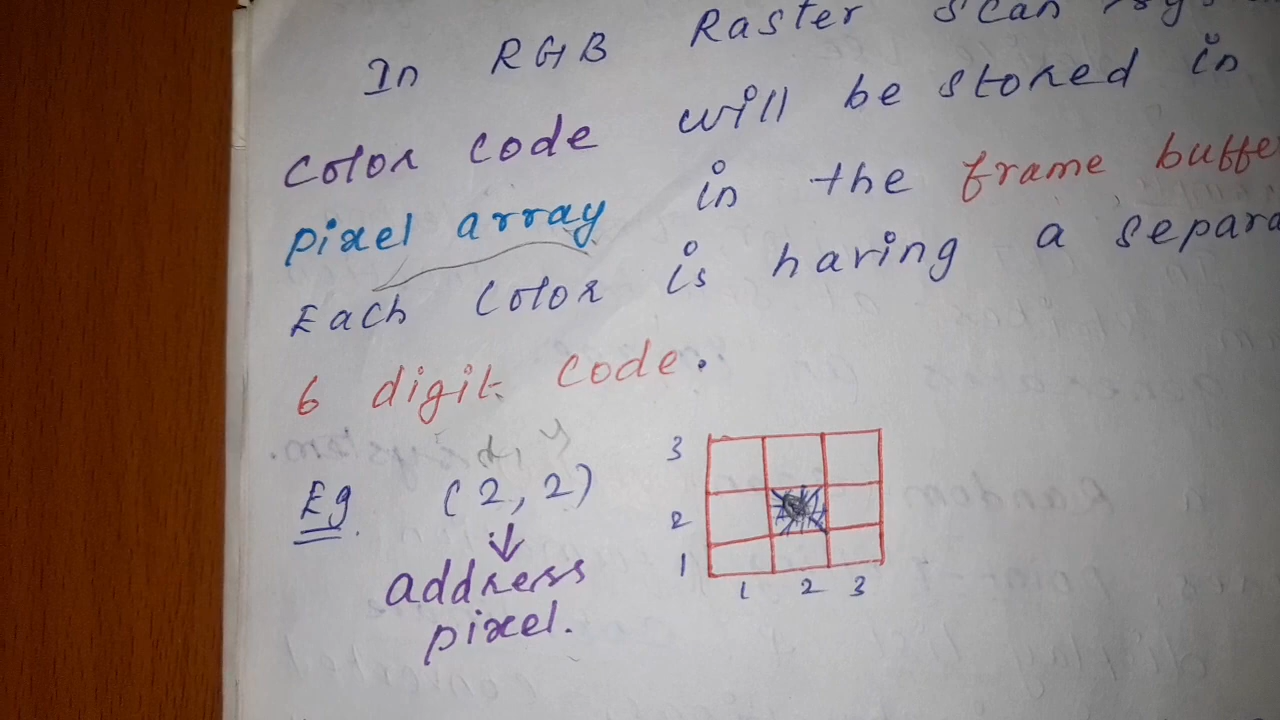 In RGB Raster scan
color code will be stored in
pixel array in the frame buffe
Each color is having a separa
6 digit code.
Eg (2,2)
address
pixel.
3
2
1
1 2 3